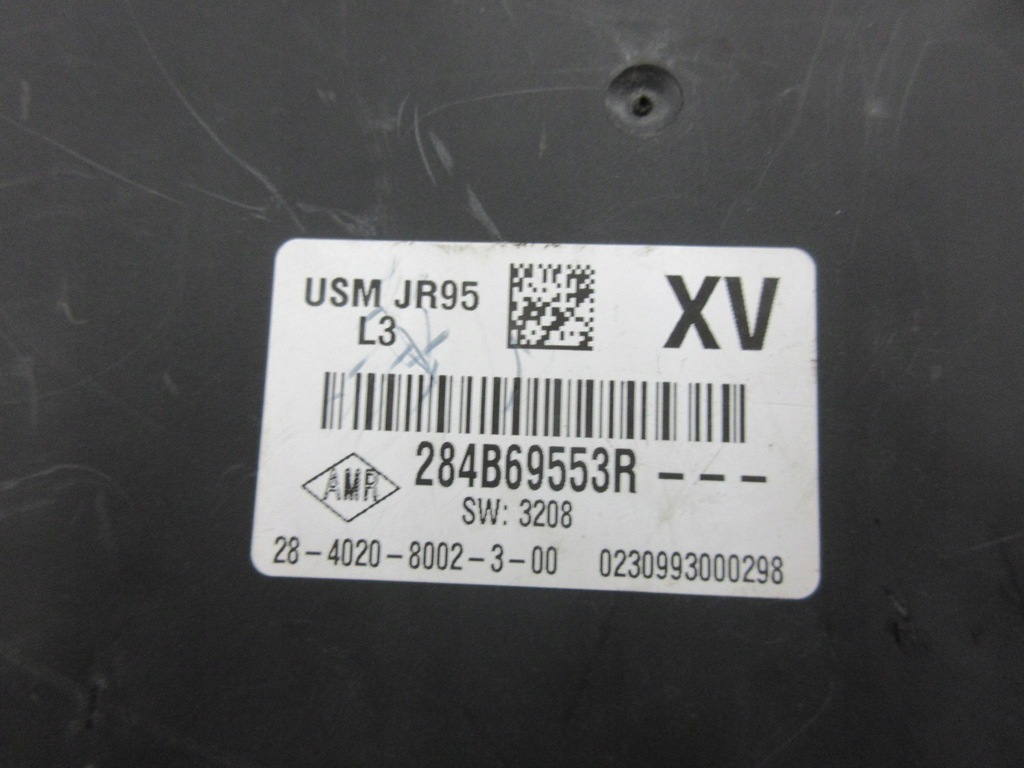 USM JR95
L3
XV
284B69553R ---
AMR
SW: 3208
28-4020-8002-3-00 0230993000298